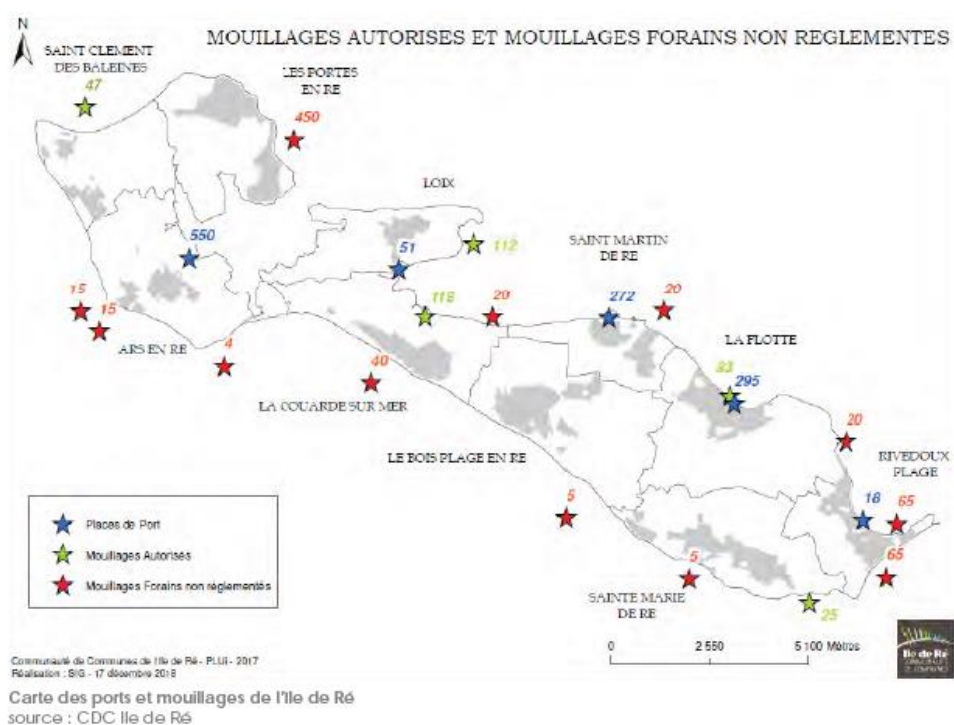 N
MOUILLAGES AUTORISES ET MOUILLAGES FORAINS NON REGLEMENTES
SAINT CLEMENT
DES BALEINES
47
LES PORTES
EN RE
450
LOIX
550
51
112
SAINT MARTIN
DE RE
15
15
118
20
272
20
ARS EN RE
4
40
LA FLOTTE
83
295
LA COUARDE SUR MER
20
LE BOIS PLAGE EN RE
RIVEDOUX
PLAGE
5
18
65
65
5
SAINTE MARIE
DE RE
25
Places de Port
Mouillages Autorisés
Mouillages Forains non réglementés
0 2 550 5 100 Mètres
Ile de Ré
Communauté de Communes de l'Ile de Ré - PLUi - 2017
Réalisation : SIG - 17 décembre 2018
Carte des ports et mouillages de l'Ile de Ré
source : CDC Ile de Ré